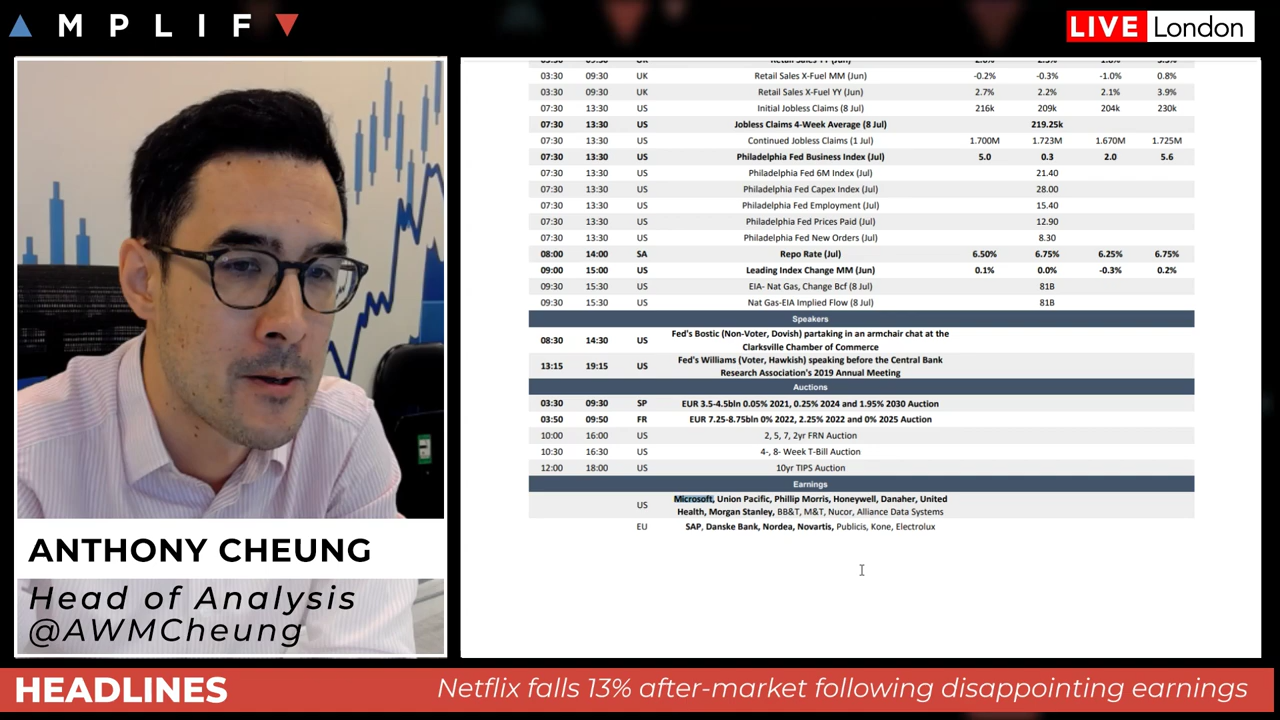 ▲ M P L I F ▼
LIVE London
03:30 09:30 UK Retail Sales YY (Jun)
03:30 09:30 UK Retail Sales X-Fuel MM (Jun) -0.2% -0.3% -1.0% 0.8%
03:30 09:30 UK Retail Sales X-Fuel YY (Jun) 2.7% 2.2% 2.1% 3.9%
07:30 13:30 US Initial Jobless Claims (8 Jul) 216k 209k 204k 230k
07:30 13:30 US Jobless Claims 4-Week Average (8 Jul) 219.25k
07:30 13:30 US Continued Jobless Claims (1 Jul) 1.700M 1.723M 1.670M 1.725M
07:30 13:30 US Philadelphia Fed Business Index (Jul) 5.0 0.3 2.0 5.6
07:30 13:30 US Philadelphia Fed 6M Index (Jul) 21.40
07:30 13:30 US Philadelphia Fed Capex Index (Jul) 28.00
07:30 13:30 US Philadelphia Fed Employment (Jul) 15.40
07:30 13:30 US Philadelphia Fed Prices Paid (Jul) 12.90
07:30 13:30 US Philadelphia Fed New Orders (Jul) 8.30
08:00 14:00 SA Repo Rate (Jul) 6.50% 6.75% 6.25% 6.75%
09:00 15:00 US Leading Index Change MM (Jun) 0.1% 0.0% -0.3% 0.2%
09:30 15:30 US EIA- Nat Gas, Change Bcf (8 Jul) 81B
09:30 15:30 US Nat Gas-EIA Implied Flow (8 Jul) 81B
Speakers
08:30 14:30 US Fed's Bostic (Non-Voter, Dovish) partaking in an armchair chat at the
Clarksville Chamber of Commerce
13:15 19:15 US Fed's Williams (Voter, Hawkish) speaking before the Central Bank
Research Association's 2019 Annual Meeting
Auctions
03:30 09:30 SP EUR 3.5-4.5bln 0.05% 2021, 0.25% 2024 and 1.95% 2030 Auction
03:50 09:50 FR EUR 7.25-8.75bln 0% 2022, 2.25% 2022 and 0% 2025 Auction
10:00 16:00 US 2, 5, 7, 2yr FRN Auction
10:30 16:30 US 4-, 8- Week T-Bill Auction
12:00 18:00 US 10yr TIPS Auction
Earnings
US Microsoft, Union Pacific, Phillip Morris, Honeywell, Danaher, United
Health, Morgan Stanley, BB&T, M&T, Nucor, Alliance Data Systems
EU SAP, Danske Bank, Nordea, Novartis, Publicis, Kone, Electrolux
ANTHONY CHEUNG
Head of Analysis
@AWMCheung
HEADLINES Netflix falls 13% after-market following disappointing earnings